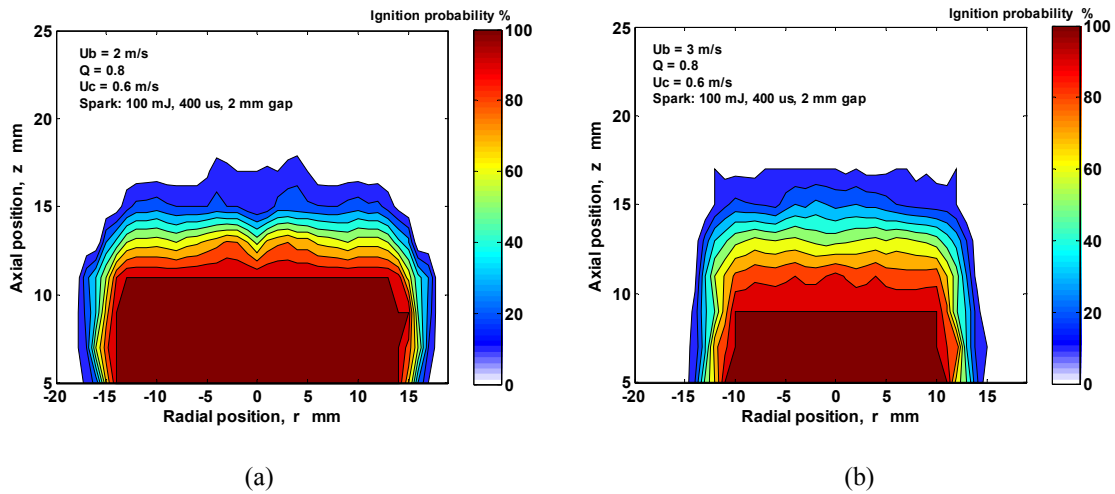 Ignition probability %
25
20
15
10
5
Axial position, z mm
Ub = 2 m/s
Q = 0.8
Uc = 0.6 m/s
Spark: 100 mJ, 400 us, 2 mm gap
-20 -15 -10 -5 0 5 10 15
Radial position, r mm
100
80
60
40
20
0
(a)
Ignition probability %
25
20
15
10
5
Axial position, z mm
Ub = 3 m/s
Q = 0.8
Uc = 0.6 m/s
Spark: 100 mJ, 400 us, 2 mm gap
-20 -15 -10 -5 0 5 10 15
Radial position, r mm
100
80
60
40
20
0
(b)